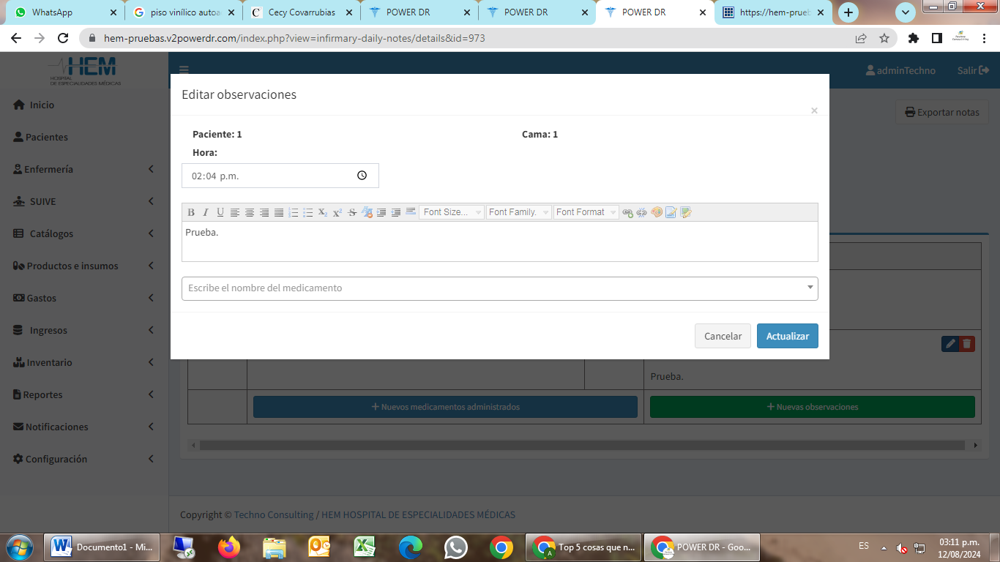 WhatsApp
piso vinílico autoa
Cecy Covarrubias
POWER DR
POWER DR
POWER DR
https://hem-prueb
hem-pruebas.v2powerdr.com/index.php?view=infirmary-daily-notes/details&id=973
HEM
HOSPITAL
DE ESPECIALIDADES MÉDICAS
adminTechno
Salir
Inicio
Pacientes
Enfermería
SUIVE
Catálogos
Productos e insumos
Gastos
Ingresos
Inventario
Reportes
Notificaciones
Configuración
Exportar notas
Editar observaciones
×
Paciente: 1
Cama: 1
Hora:
02:04 p.m.
B I U S Font Size... Font Family. Font Format
Prueba.
Escribe el nombre del medicamento
Cancelar
Actualizar
Prueba.
+ Nuevos medicamentos administrados
+ Nuevas observaciones
Copyright © Techno Consulting / HEM HOSPITAL DE ESPECIALIDADES MÉDICAS
Documento1 - Mi...
Top 5 cosas que n...
POWER DR - Goo...
ES
03:11 p.m.
12/08/2024